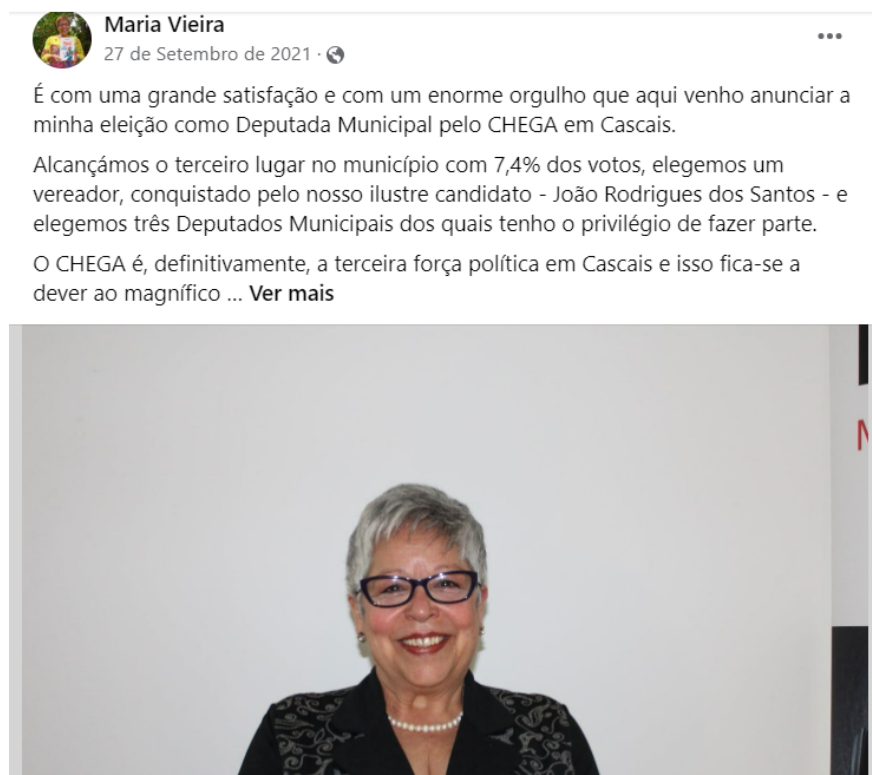 Maria Vieira
27 de Setembro de 2021 ·
É com uma grande satisfação e com um enorme orgulho que aqui venho anunciar a
minha eleição como Deputada Municipal pelo CHEGA em Cascais.
Alcançámos o terceiro lugar no município com 7,4% dos votos, elegemos um
vereador, conquistado pelo nosso ilustre candidato - João Rodrigues dos Santos - e
elegemos três Deputados Municipais dos quais tenho o privilégio de fazer parte.
O CHEGA é, definitivamente, a terceira força política em Cascais e isso fica-se a
dever ao magnífico ... Ver mais